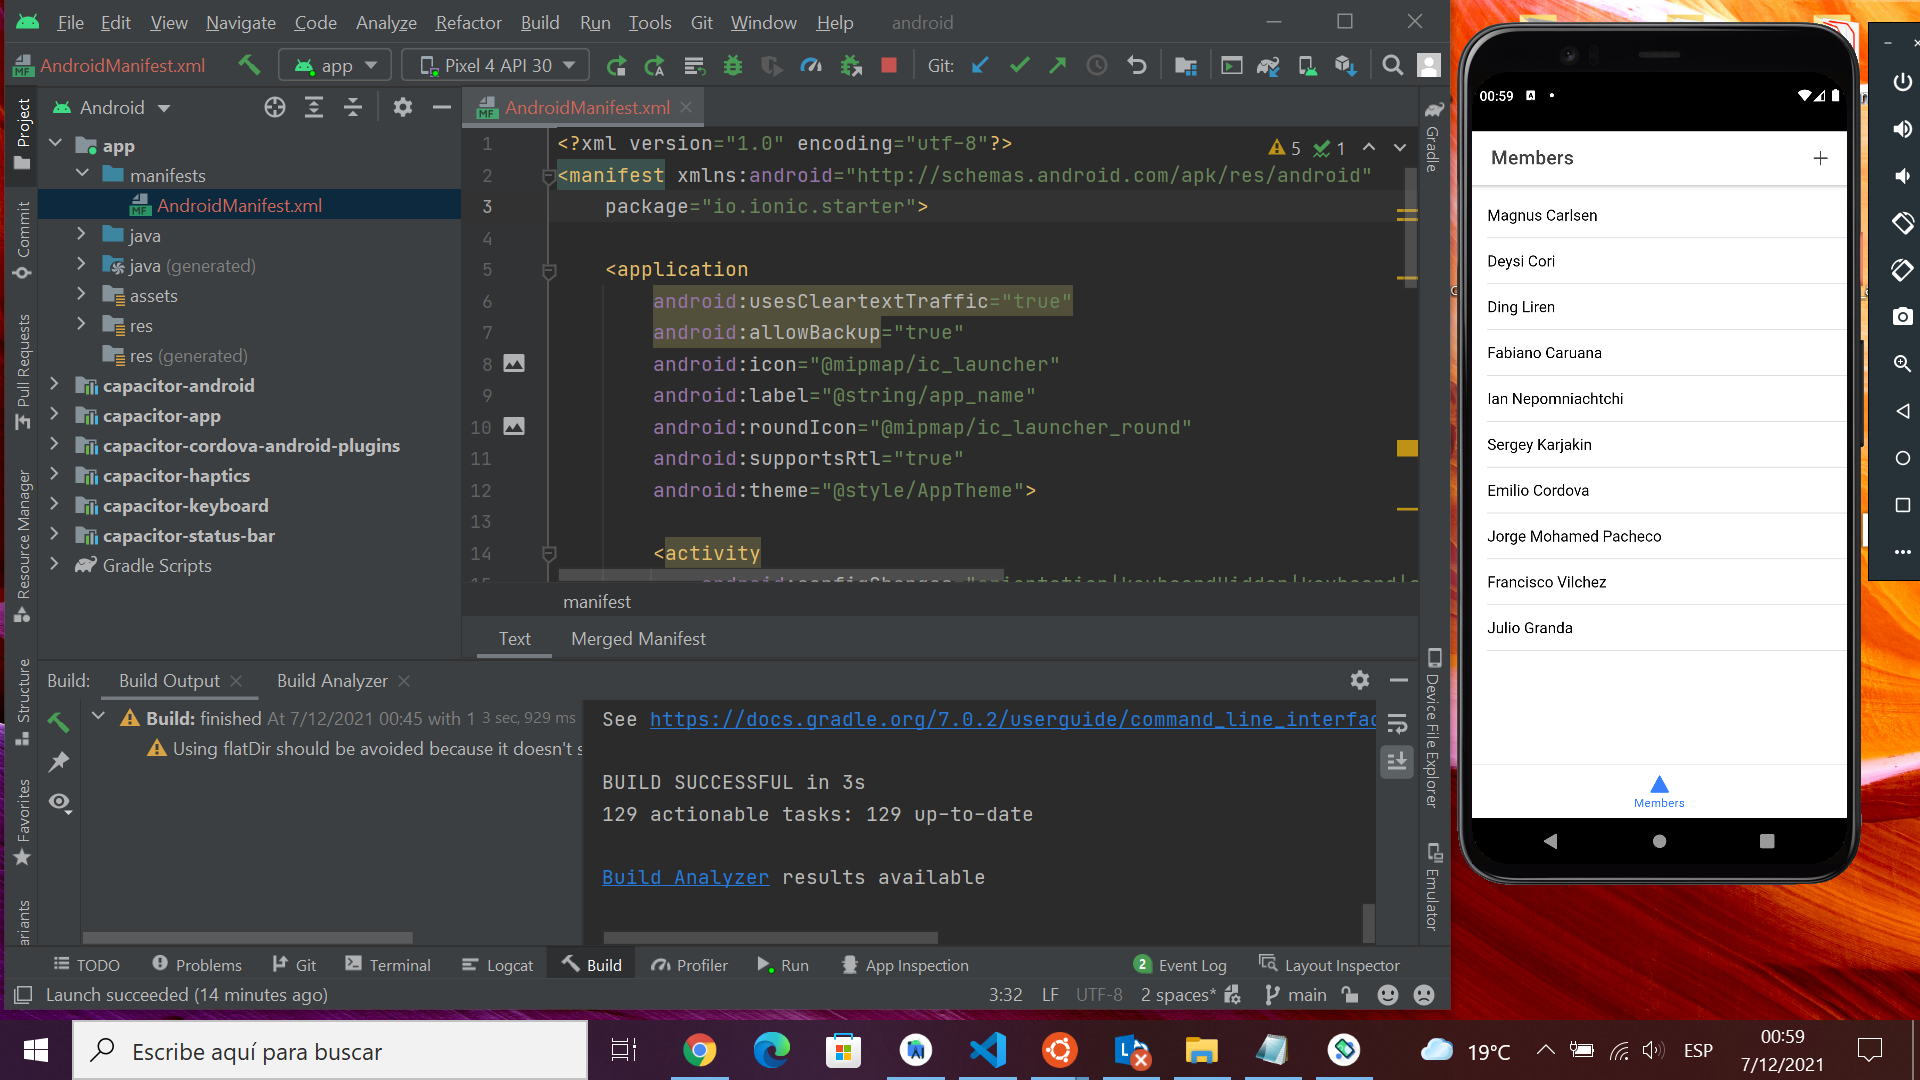 File Edit View Navigate Code Analyze Refactor Build Run Tools Git Window Help android
AndroidManifest.xml app Pixel 4 API 30 Git:
Project
Commit
Pull Requests
Resource Manager
Structure
Favorites
Android
app
manifests
AndroidManifest.xml
java
java (generated)
assets
res
res (generated)
capacitor-android
capacitor-app
capacitor-cordova-android-plugins
capacitor-haptics
capacitor-keyboard
capacitor-status-bar
Gradle Scripts
AndroidManifest.xml
5 1
1 <?xml version="1.0" encoding="utf-8"?>
2 <manifest xmlns:android="http://schemas.android.com/apk/res/android"
3 package="io.ionic.starter">
4
5 <application
6 android:usesCleartextTraffic="true"
7 android:allowBackup="true"
8 android:icon="@mipmap/ic_launcher"
9 android:label="@string/app_name"
10 android:roundIcon="@mipmap/ic_launcher_round"
11 android:supportsRtl="true"
12 android:theme="@style/AppTheme">
13
14 <activity
manifest
Text Merged Manifest
Gradle
Device File Explorer
Emulator
Build: Build Output Build Analyzer
Build: finished At 7/12/2021 00:45 with 1 3 sec, 929 ms
Using flatDir should be avoided because it doesn't s
See https://docs.gradle.org/7.0.2/userguide/command_line_interfac
BUILD SUCCESSFUL in 3s
129 actionable tasks: 129 up-to-date
Build Analyzer results available
TODO Problems Git Terminal Logcat Build Profiler Run App Inspection 2 Event Log Layout Inspector
Launch succeeded (14 minutes ago) 3:32 LF UTF-8 2 spaces* main
00:59
Members
Magnus Carlsen
Deysi Cori
Ding Liren
Fabiano Caruana
Ian Nepomniachtchi
Sergey Karjakin
Emilio Cordova
Jorge Mohamed Pacheco
Francisco Vilchez
Julio Granda
Members
Escribe aquí para buscar
19°C ESP 00:59
7/12/2021